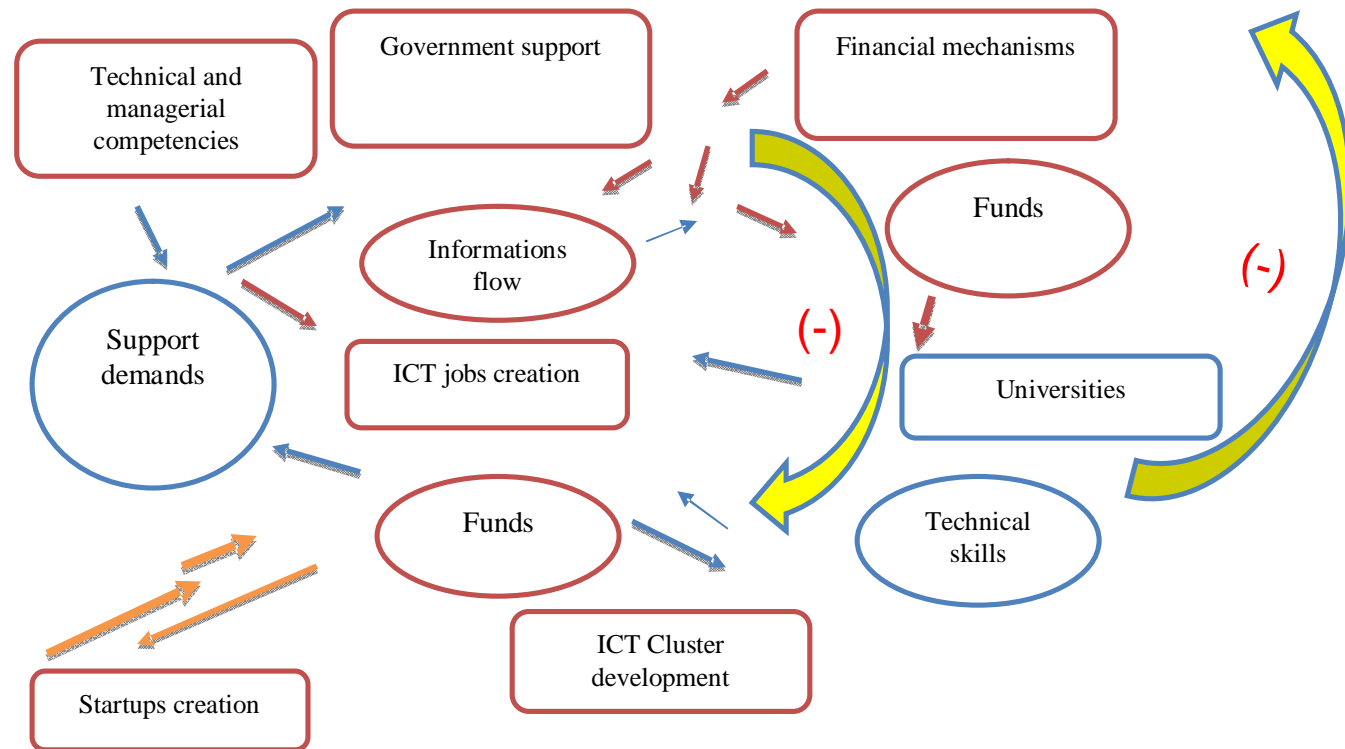 Government support
Financial mechanisms
Technical and
managerial
competencies
Funds
Informations
flow
(-)
(-)
Support
demands
ICT jobs creation
Universities
Funds
Technical
skills
ICT Cluster
development
Startups creation